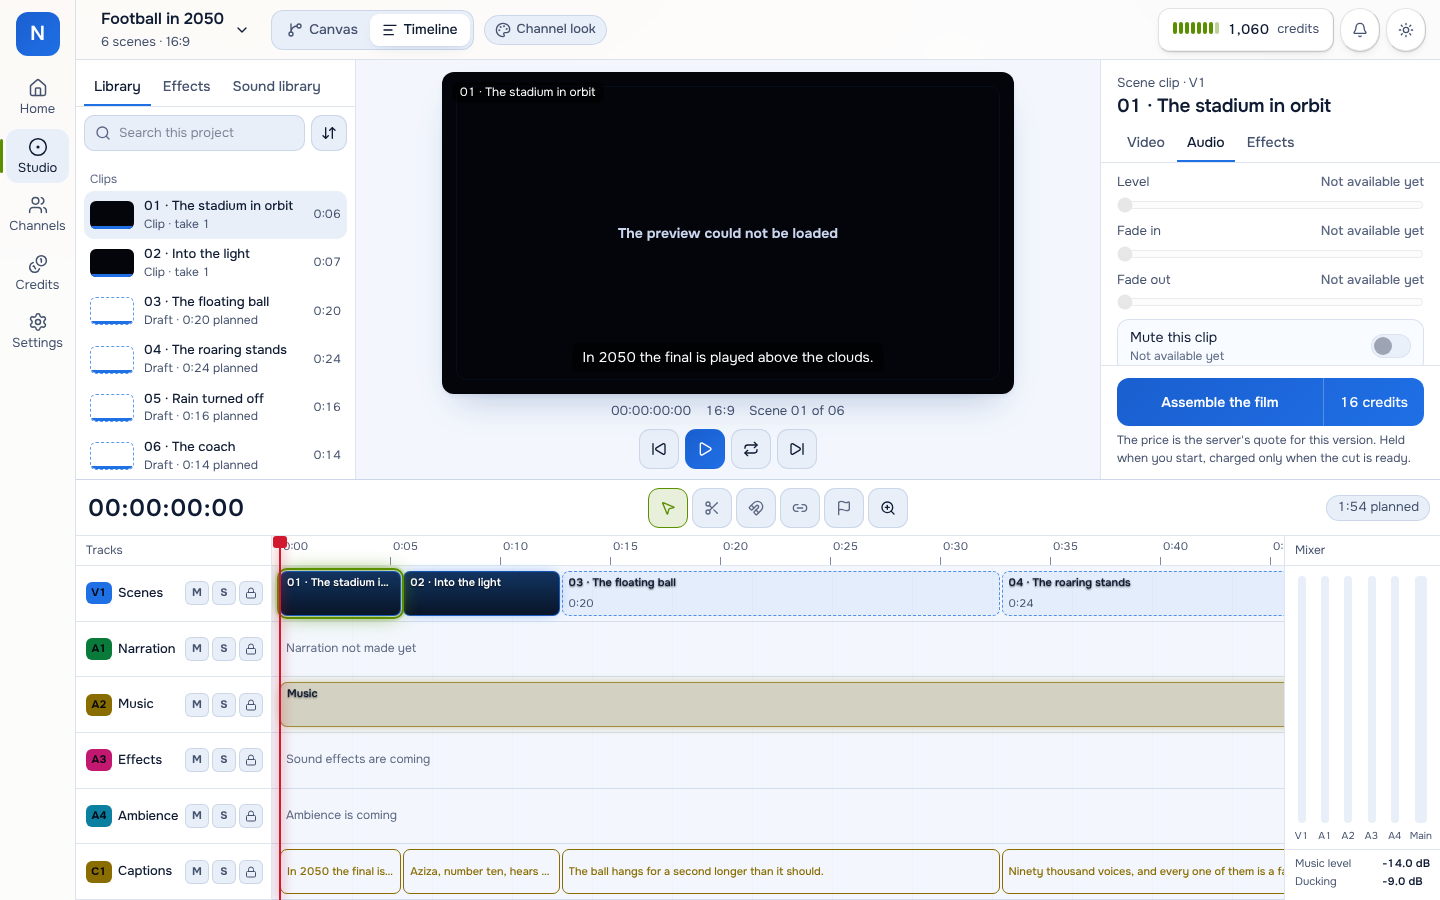 N
Football in 2050
6 scenes · 16:9
Canvas
Timeline
Channel look
1,060 credits
Home
Studio
Channels
Credits
Settings
Library
Effects
Sound library
Search this project
Clips
01 · The stadium in orbit
Clip · take 1
0:06
02 · Into the light
Clip · take 1
0:07
03 · The floating ball
Draft · 0:20 planned
0:20
04 · The roaring stands
Draft · 0:24 planned
0:24
05 · Rain turned off
Draft · 0:16 planned
0:16
06 · The coach
Draft · 0:14 planned
0:14
01 · The stadium in orbit
The preview could not be loaded
In 2050 the final is played above the clouds.
00:00:00:00 16:9 Scene 01 of 06
Scene clip · V1
01 · The stadium in orbit
Video
Audio
Effects
Level Not available yet
Fade in Not available yet
Fade out Not available yet
Mute this clip
Not available yet
Assemble the film
16 credits
The price is the server's quote for this version. Held
when you start, charged only when the cut is ready.
00:00:00:00
1:54 planned
Tracks
0:00 0:05 0:10 0:15 0:20 0:25 0:30 0:35 0:40 0:
Mixer
V1 Scenes M S
01 · The stadium i...
02 · Into the light
03 · The floating ball
0:20
04 · The roaring stands
0:24
A1 Narration M S
Narration not made yet
A2 Music M S
Music
A3 Effects M S
Sound effects are coming
A4 Ambience M S
Ambience is coming
C1 Captions M S
In 2050 the final is...
Aziza, number ten, hears ...
The ball hangs for a second longer than it should.
Ninety thousand voices, and every one of them is a fa
V1 A1 A2 A3 A4 Main
Music level -14.0 dB
Ducking -9.0 dB